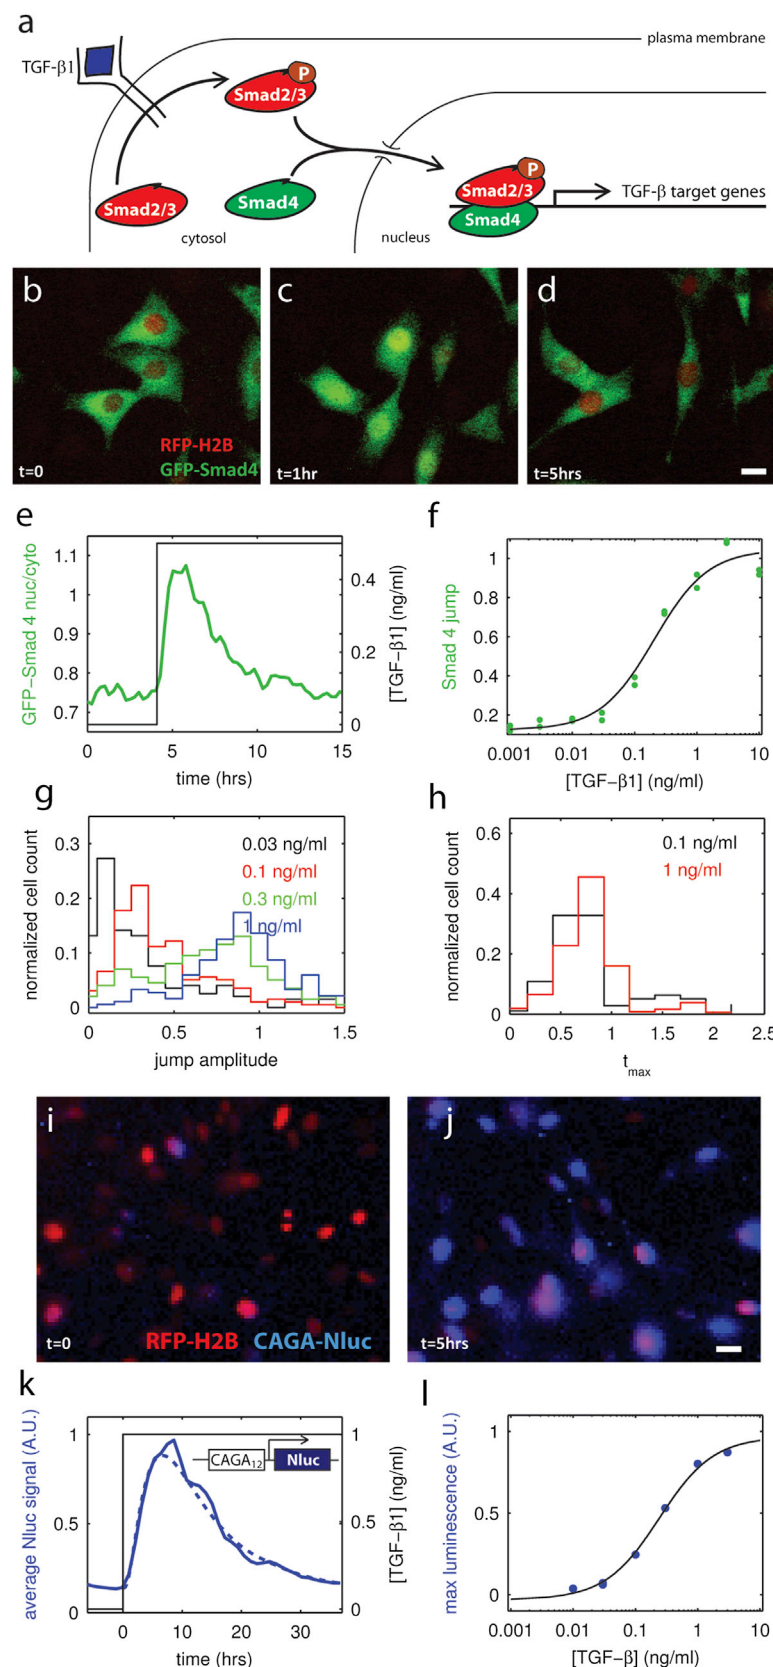 a
plasma membrane
TGF-β1
P
Smad2/3
P
Smad2/3
Smad4
Smad2/3
Smad4
TGF-β target genes
cytosol
nucleus
b
c
d
RFP-H2B
GFP-Smad4
t=0
t=1hr
t=5hrs
e
GFP−Smad 4 nuc/cyto
1.1
1
0.9
0.8
0.7
0.4
0.2
0
[TGF−β1] (ng/ml)
0
5
10
15
time (hrs)
f
Smad 4 jump
1
0.8
0.6
0.4
0.2
0.001
0.01
0.1
1
10
[TGF−β1] (ng/ml)
g
normalized cell count
0.3
0.2
0.1
0
0.03 ng/ml
0.1 ng/ml
0.3 ng/ml
1 ng/ml
0
0.5
1
1.5
jump amplitude
h
normalized cell count
0.6
0.4
0.2
0
0.1 ng/ml
1 ng/ml
0
0.5
1
1.5
2
2.5
tmax
i
j
t=0
RFP-H2B
CAGA-Nluc
t=5hrs
k
average Nluc signal (A.U.)
1
0.5
0
CAGA12
Nluc
1
0.5
0
[TGF−β1] (ng/ml)
0
10
20
30
time (hrs)
l
max luminescence (A.U.)
1
0.5
0
0.001
0.01
0.1
1
10
[TGF−β] (ng/ml)